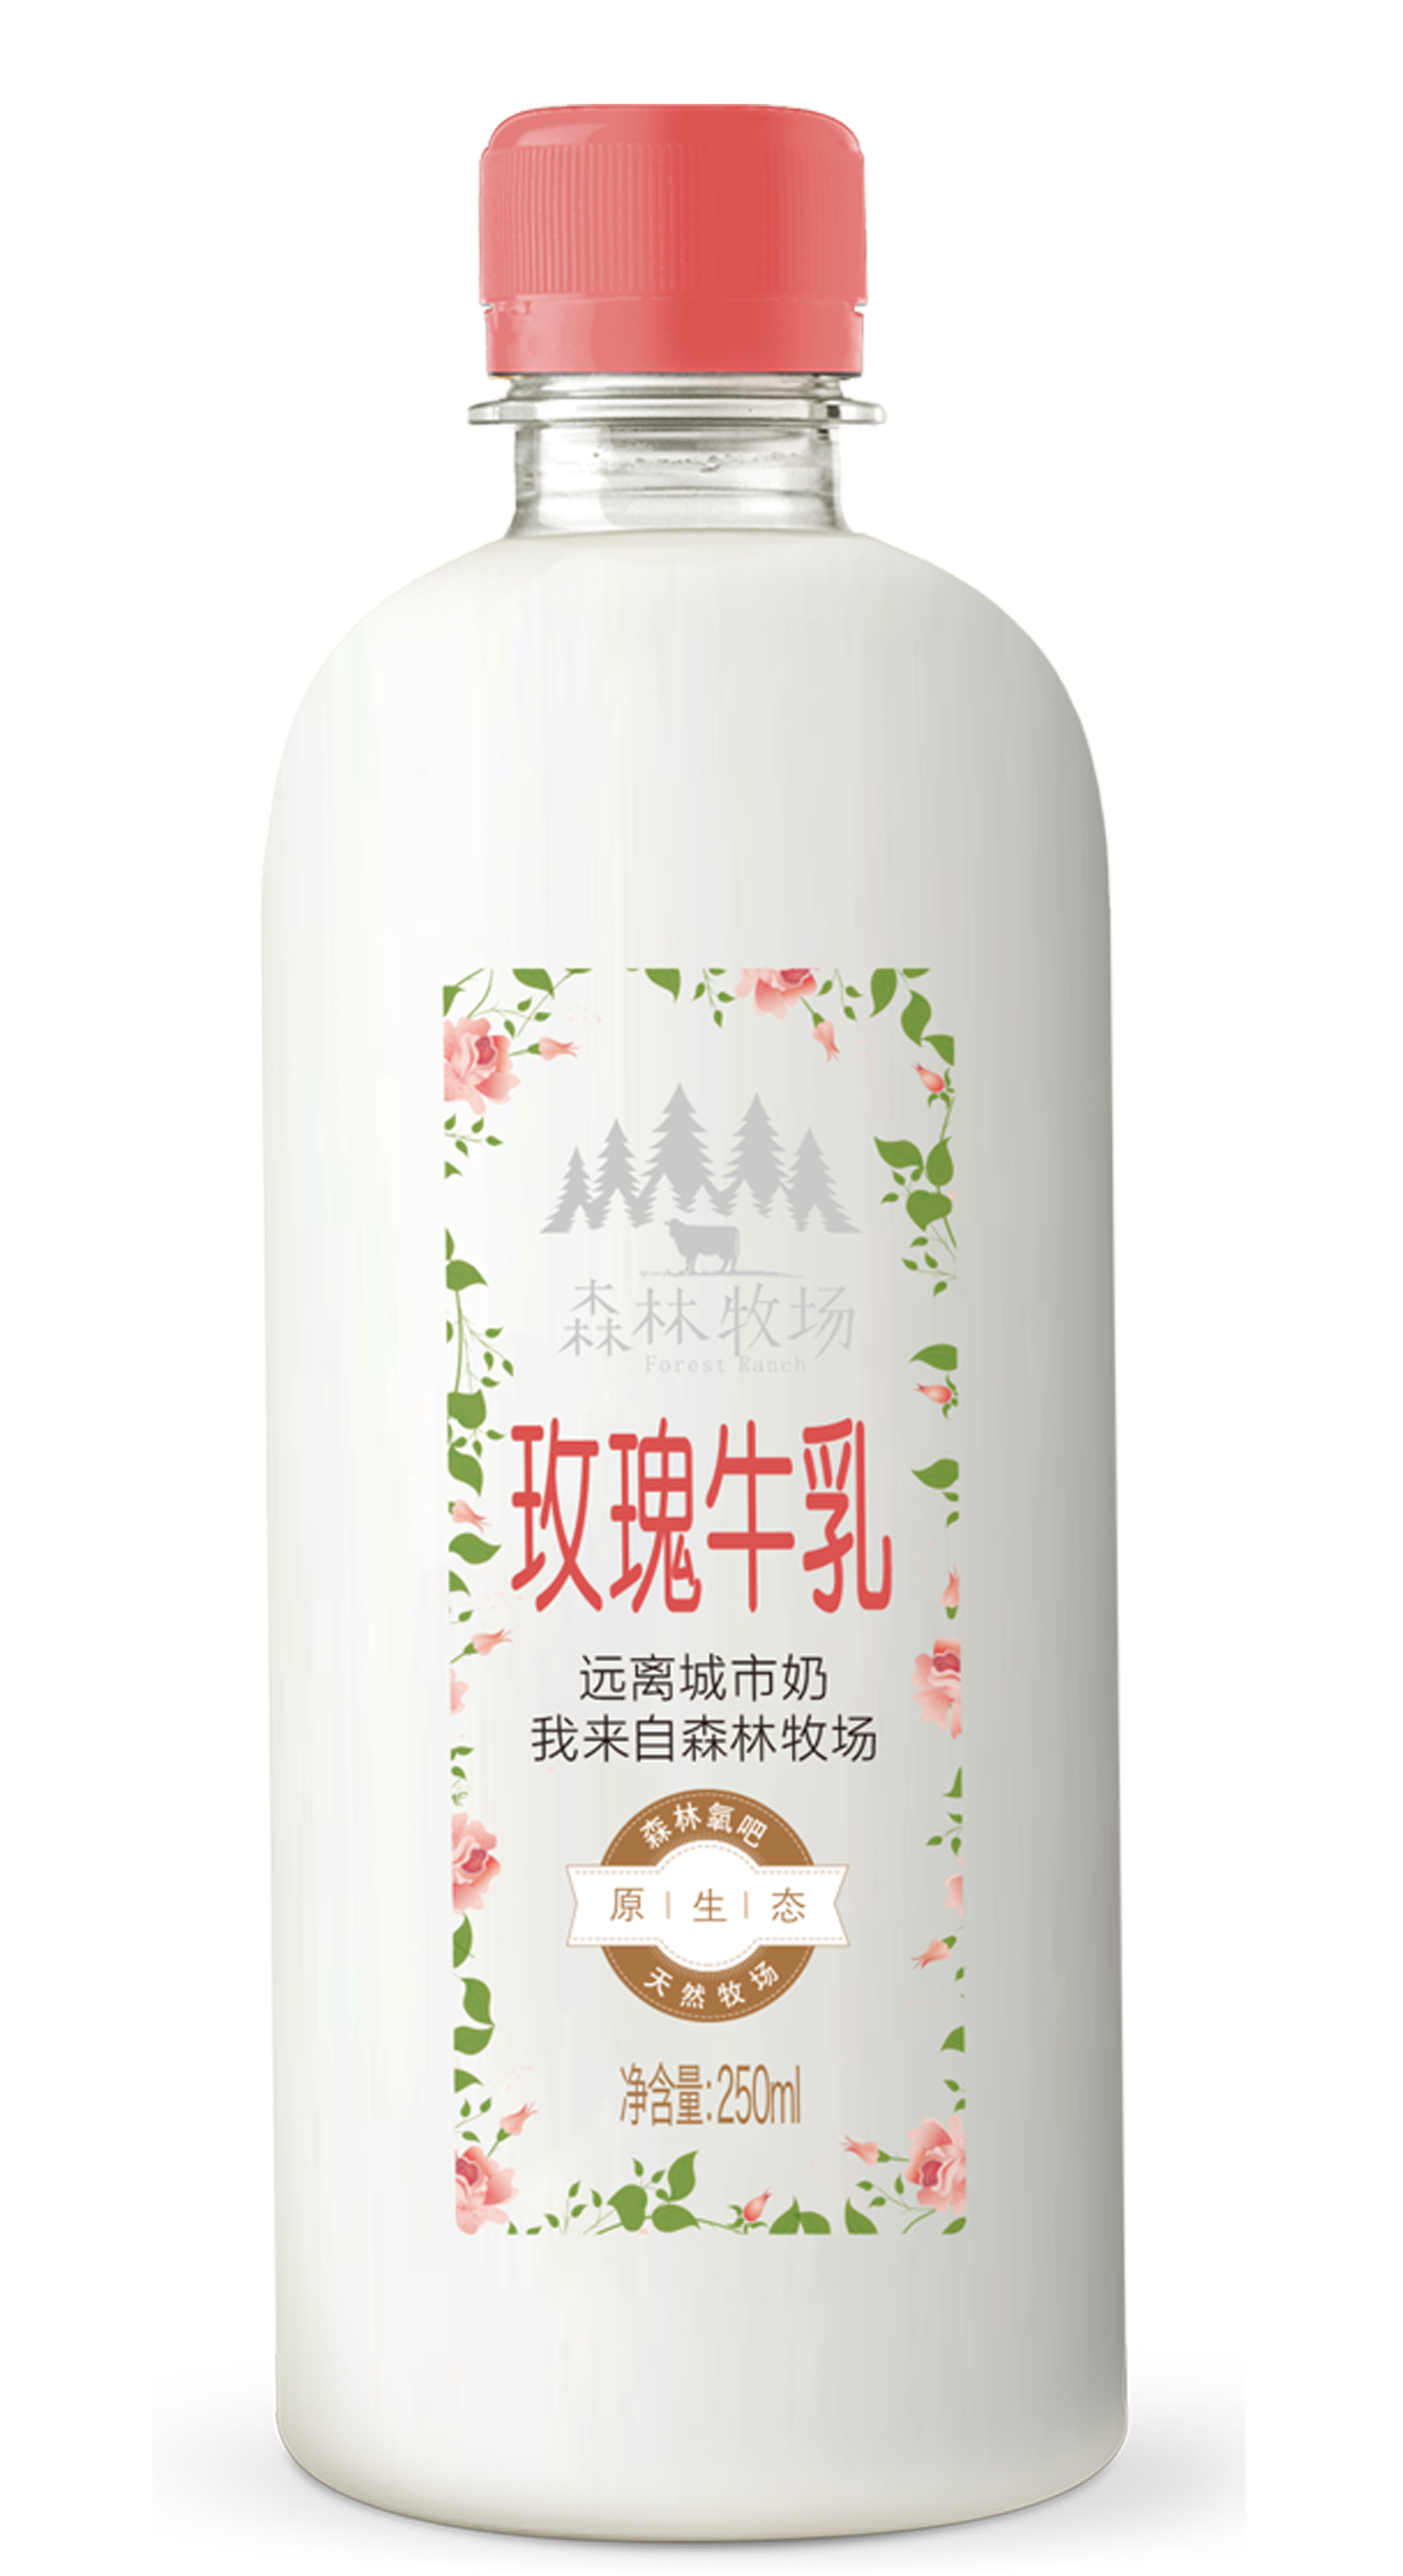 森林牧场
Forest Ranch
玫瑰牛乳
远离城市奶
我来自森林牧场
森林氧吧
原|生|态
天然牧场
净含量:250ml